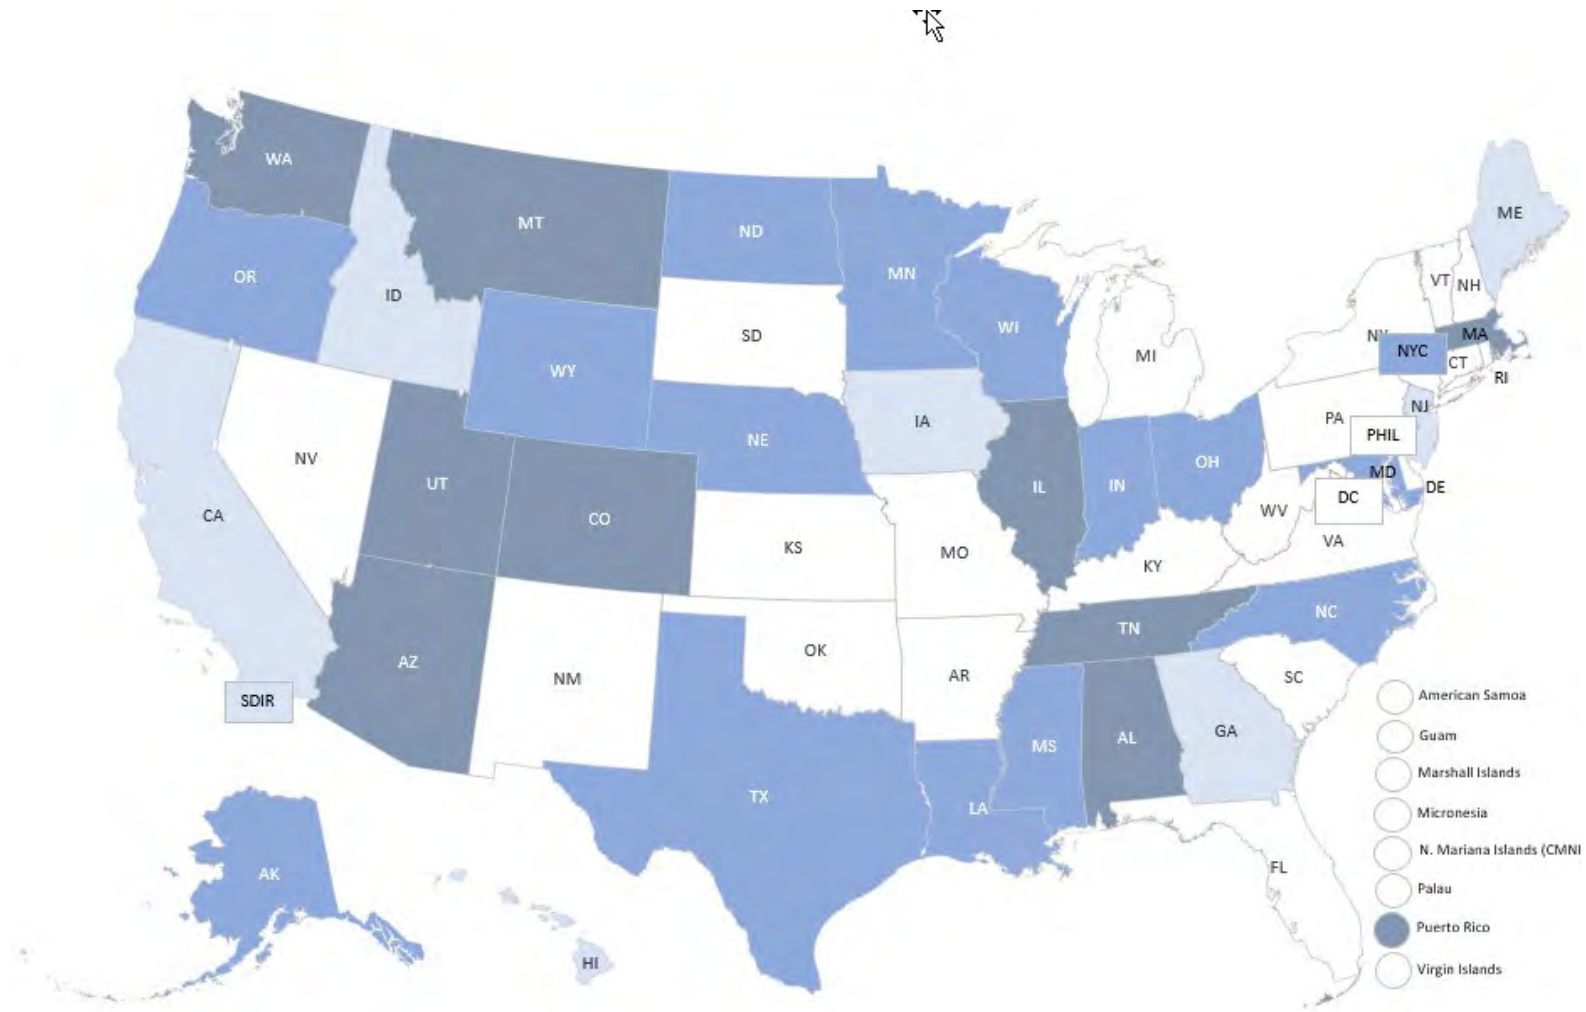 WA
MT
ND
MN
ME
OR
ID
SD
WI
VT
NH
NY
MA
NYC
MI
CT
RI
WY
NE
IA
NJ
PA
PHIL
NV
UT
CO
IL
IN
OH
MD
DE
DC
CA
KS
MO
WV
VA
KY
AZ
NM
OK
AR
TN
NC
SC
SDIR
TX
LA
MS
AL
GA
FL
AK
HI
American Samoa
Guam
Marshall Islands
Micronesia
N. Mariana Islands (CMNI
Palau
Puerto Rico
Virgin Islands